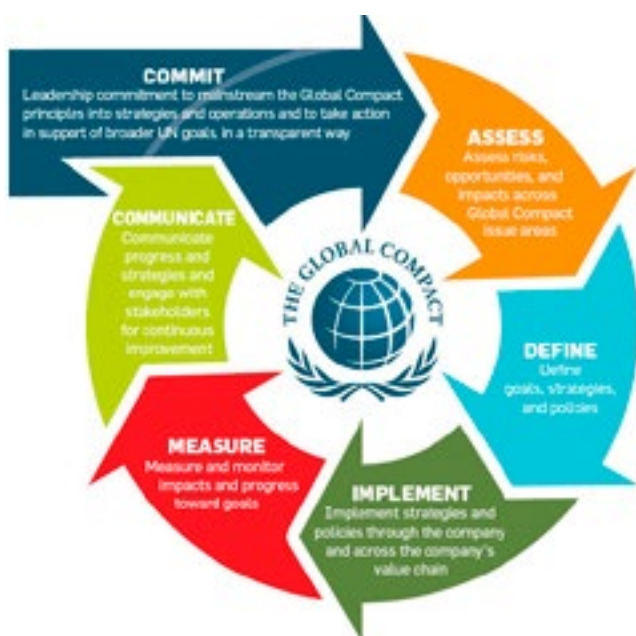 COMMIT
Leadership commitment to mainstream the Global Compact
principles into strategies and operations and to take action
in support of broader UN goals, in a transparent way
ASSESS
Assess risks,
opportunities, and
impacts across
Global Compact
issue areas
DEFINE
Define
goals, strategies,
and policies
IMPLEMENT
Implement strategies and
policies through the company
and across the company's
value chain
MEASURE
Measure and monitor
impacts and progress
toward goals
COMMUNICATE
Communicate
progress and
strategies and
engage with
stakeholders
for continuous
improvement
THE GLOBAL COMPACT